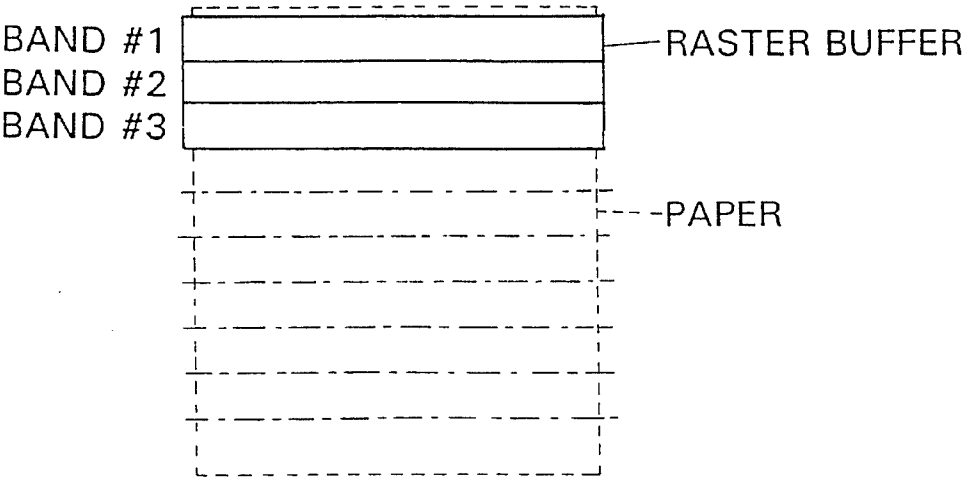 BAND #1
RASTER BUFFER
BAND #2
BAND #3
PAPER